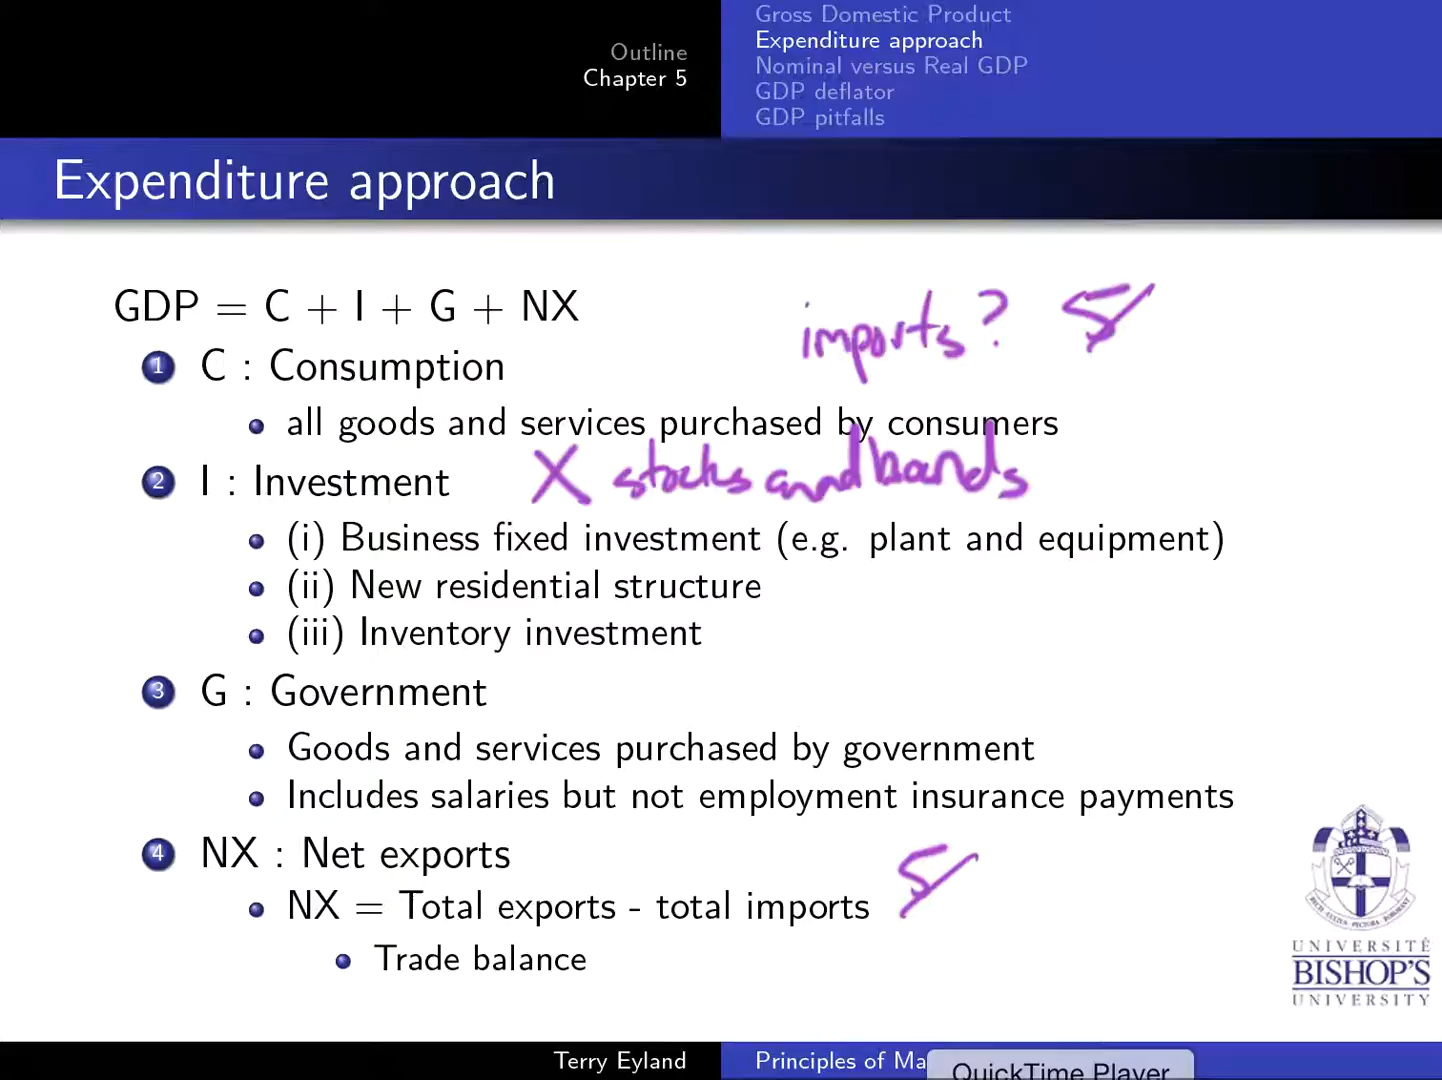 Outline
Chapter 5
Gross Domestic Product
Expenditure approach
Nominal versus Real GDP
GDP deflator
GDP pitfalls
Expenditure approach
GDP = C + I + G + NX
imports?
1 C : Consumption
all goods and services purchased by consumers
2 I : Investment
X stocks and bonds
(i) Business fixed investment (e.g. plant and equipment)
(ii) New residential structure
(iii) Inventory investment
3 G : Government
Goods and services purchased by government
Includes salaries but not employment insurance payments
4 NX : Net exports
NX = Total exports - total imports
Trade balance
UNIVERSITÉ
BISHOP'S
UNIVERSITY
Terry Eyland
Principles of Ma
QuickTime Player